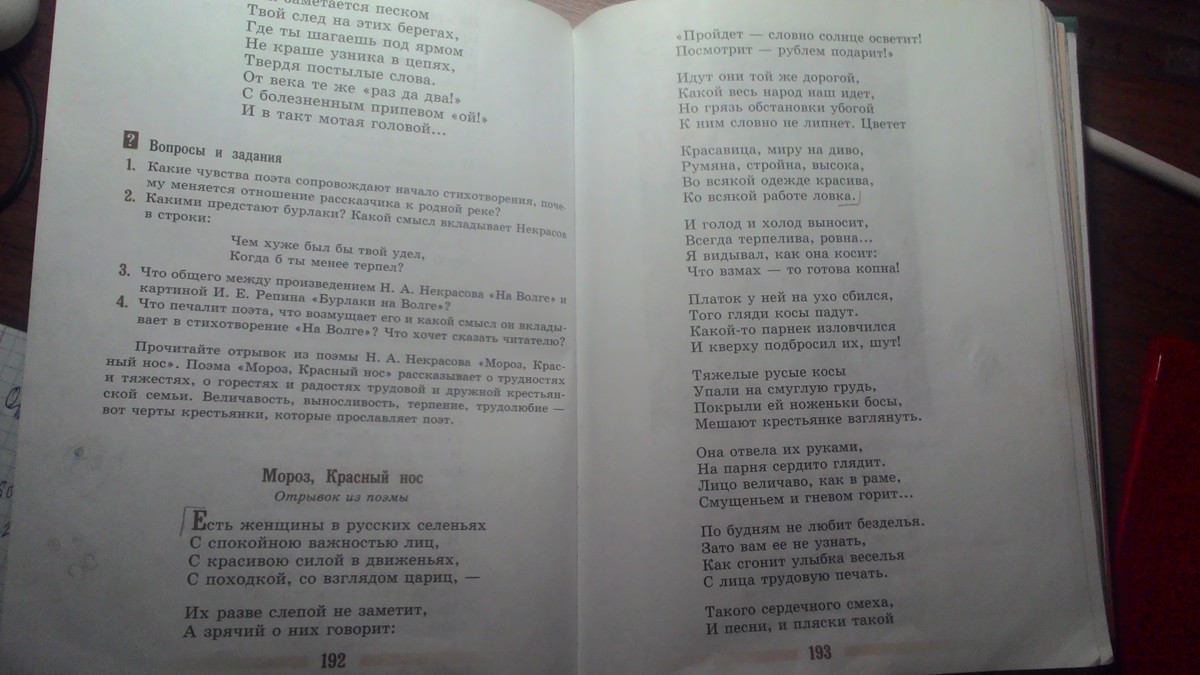 заметается песком
Твой след на этих берегах,
Где ты шагаешь под ярмом
Не краше узника в цепях,
Твердя постылые слова.
От века те же «раз да два!»
С болезненным припевом «ой!»
И в такт мотая головой...
? Вопросы и задания
1. Какие чувства поэта сопровождают начало стихотворения, поче-
му меняется отношение рассказчика к родной реке?
2. Какими предстают бурлаки? Какой смысл вкладывает Некрасов
в строки:
Чем хуже был бы твой удел,
Когда б ты менее терпел?
3. Что общего между произведением Н. А. Некрасова «На Волге» и
картиной И. Е. Репина «Бурлаки на Волге»?
4. Что печалит поэта, что возмущает его и какой смысл он вклады-
вает в стихотворение «На Волге»? Что хочет сказать читателю?
Прочитайте отрывок из поэмы Н. А. Некрасова «Мороз, Крас-
ный нос». Поэма «Мороз, Красный нос» рассказывает о трудностях
и тяжестях, о горестях и радостях трудовой и дружной крестьян-
ской семьи. Величавость, выносливость, терпение, трудолюбие —
вот черты крестьянки, которые прославляет поэт.
Мороз, Красный нос
Отрывок из поэмы
Есть женщины в русских селеньях
С спокойною важностью лиц,
С красивою силой в движеньях,
С походкой, со взглядом цариц, —
Их разве слепой не заметит,
А зрячий о них говорит:
192
«Пройдет — словно солнце осветит!
Посмотрит — рублем подарит!»
Идут они той же дорогой,
Какой весь народ наш идет,
Но грязь обстановки убогой
К ним словно не липнет. Цветет
Красавица, миру на диво,
Румяна, стройна, высока,
Во всякой одежде красива,
Ко всякой работе ловка.
И голод и холод выносит,
Всегда терпелива, ровна...
Я видывал, как она косит:
Что взмах — то готова копна!
Платок у ней на ухо сбился,
Того гляди косы падут.
Какой-то парнек изловчился
И кверху подбросил их, шут!
Тяжелые русые косы
Упали на смуглую грудь,
Покрыли ей ноженьки босы,
Мешают крестьянке взглянуть.
Она отвела их руками,
На парня сердито глядит.
Лицо величаво, как в раме,
Смущеньем и гневом горит...
По будням не любит безделья.
Зато вам ее не узнать,
Как сгонит улыбка веселья
С лица трудовую печать.
Такого сердечного смеха,
И песни, и пляски такой
193